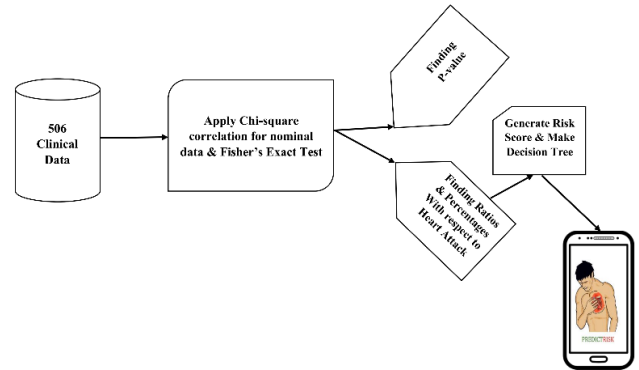 506
Clinical
Data
Apply Chi-square
correlation for nominal
data & Fisher's Exact Test
Finding
P-value
Finding Ratios
& Percentages
With respect to
Heart Attack
Generate Risk
Score & Make
Decision Tree
PREDICTRISK